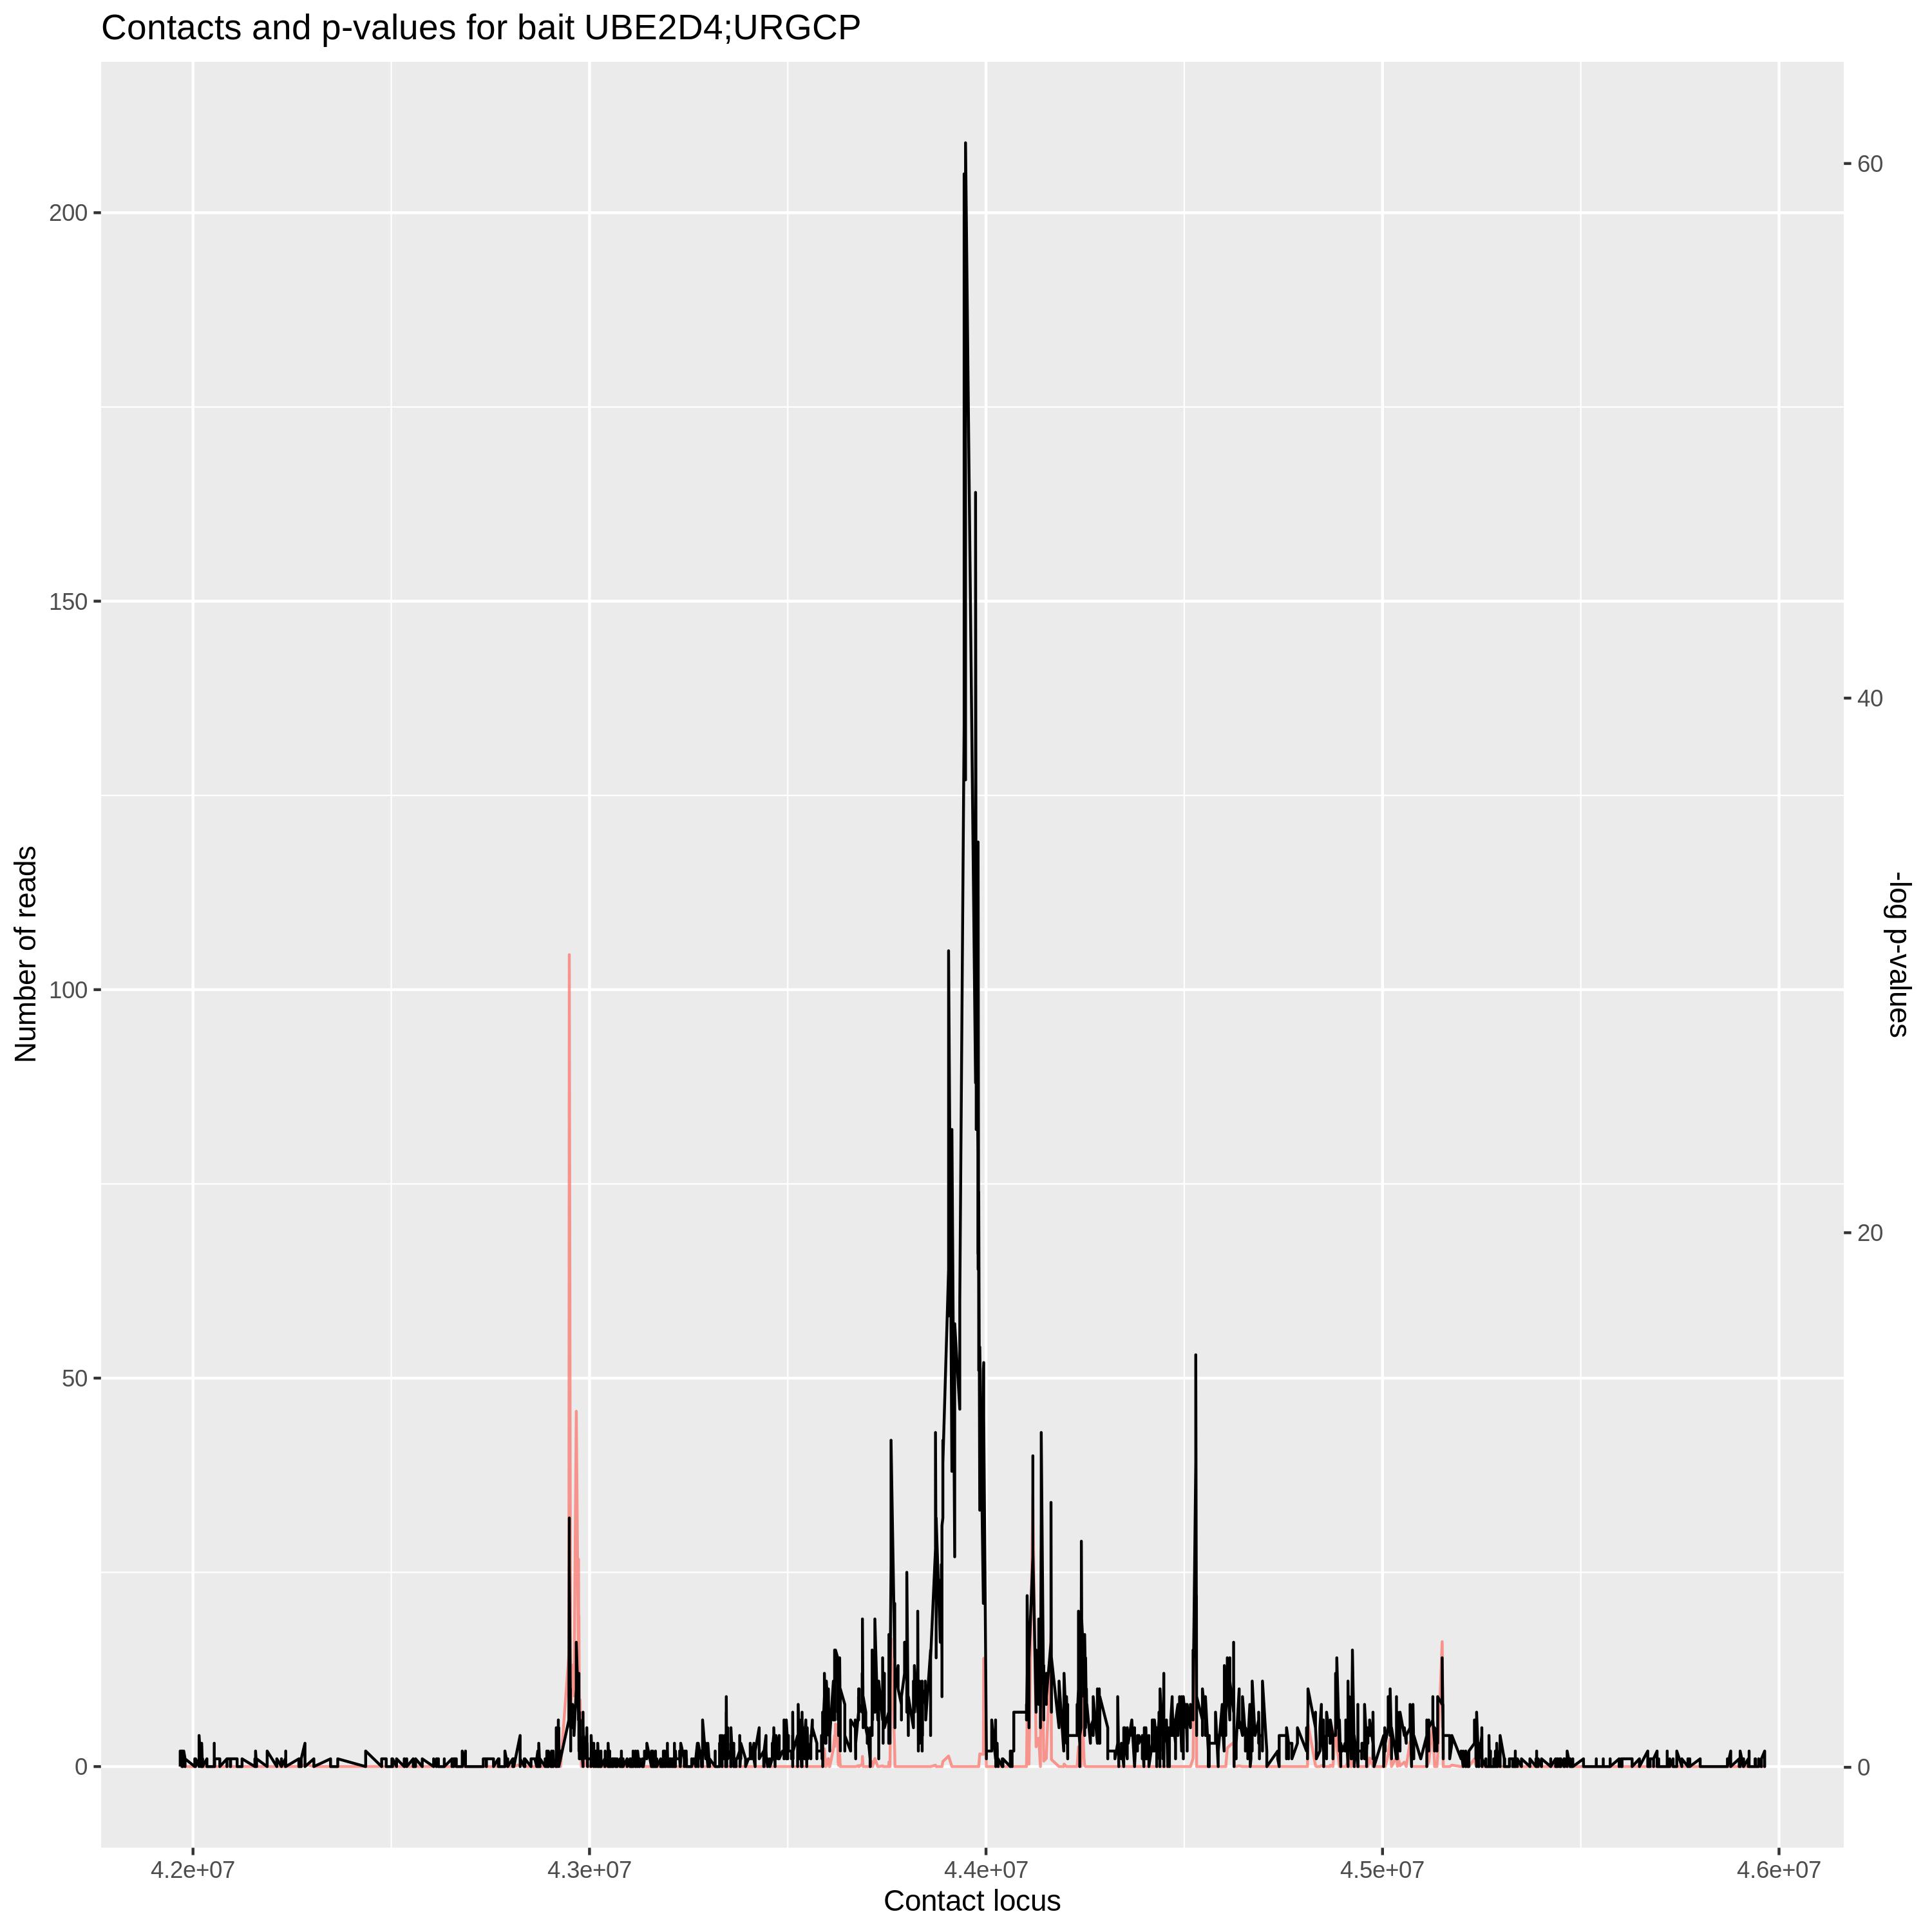 Contacts and p-values for bait UBE2D4;URGCP
200
150
100
50
0
Number of reads
60
40
20
0
-log p-values
4.2e+07
4.3e+07
4.4e+07
4.5e+07
4.6e+07
Contact locus